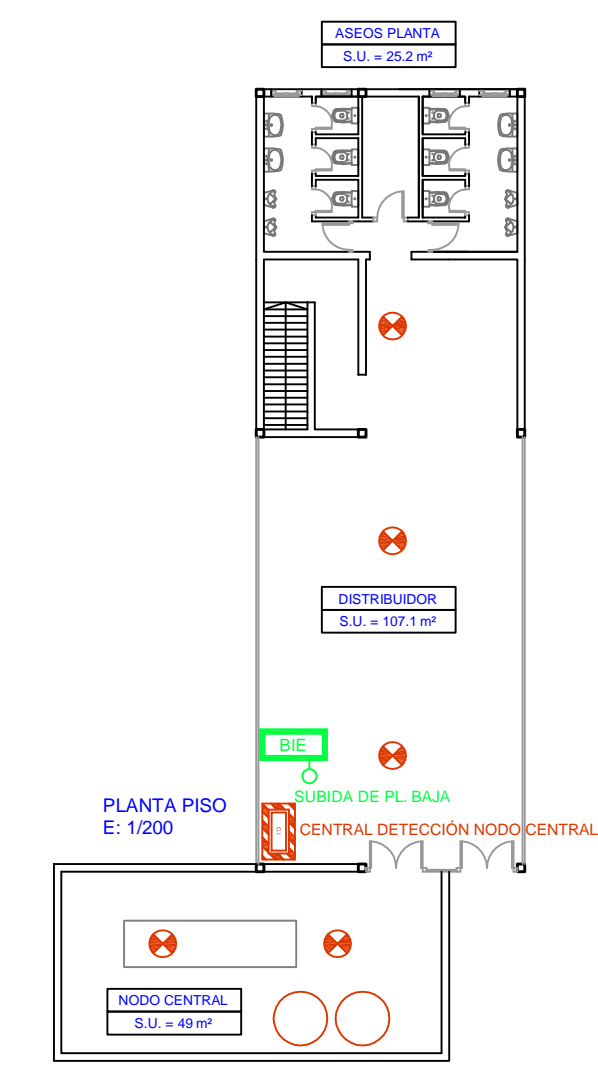 ASEOS PLANTA
S.U. = 25.2 m²
DISTRIBUIDOR
S.U. = 107.1 m²
BIE
SUBIDA DE PL. BAJA
PLANTA PISO
E: 1/200
CENTRAL DETECCIÓN NODO CENTRAL
NODO CENTRAL
S.U. = 49 m²